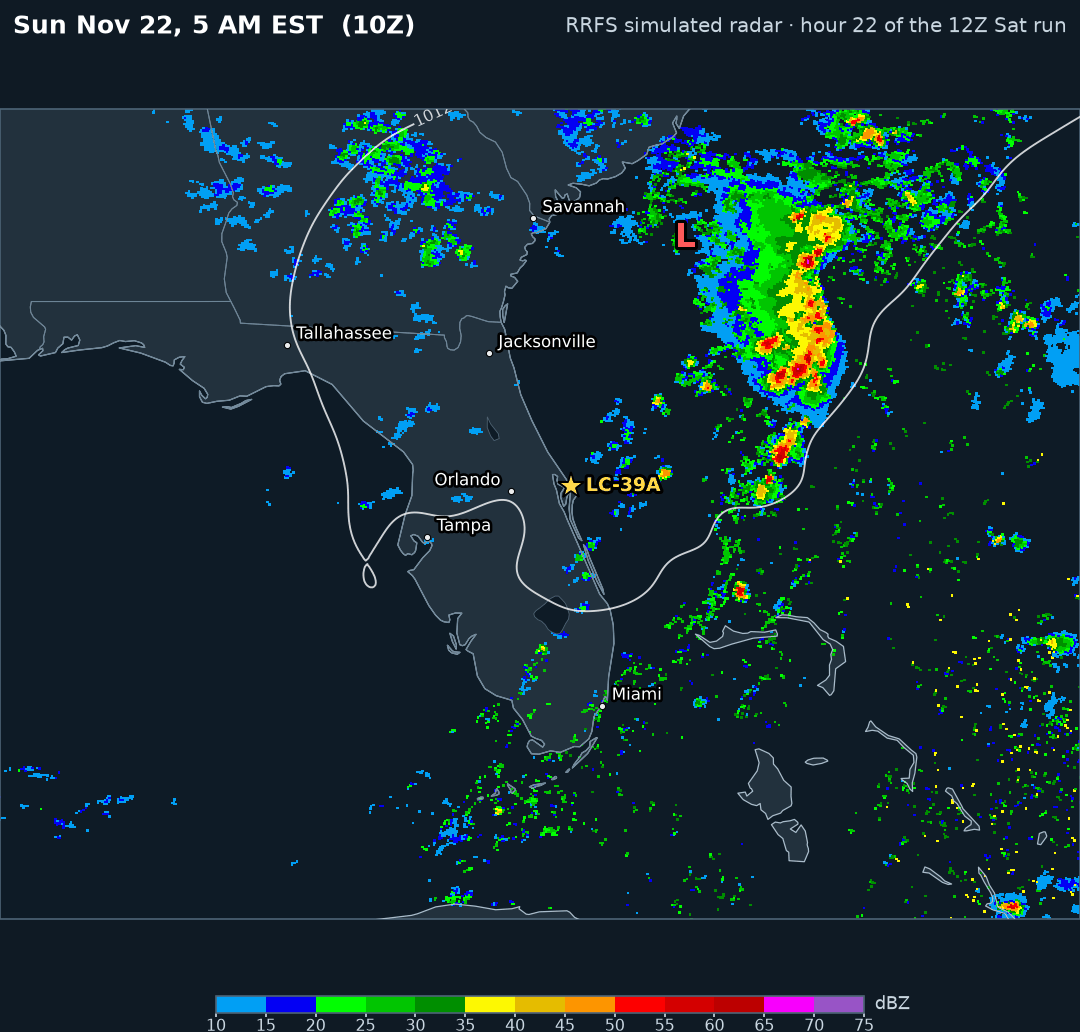 Sun Nov 22, 5 AM EST (10Z)
RRFS simulated radar · hour 22 of the 12Z Sat run
1012
Savannah
L
Tallahassee
Jacksonville
Orlando
LC-39A
Tampa
Miami
dBZ
10 15 20 25 30 35 40 45 50 55 60 65 70 75